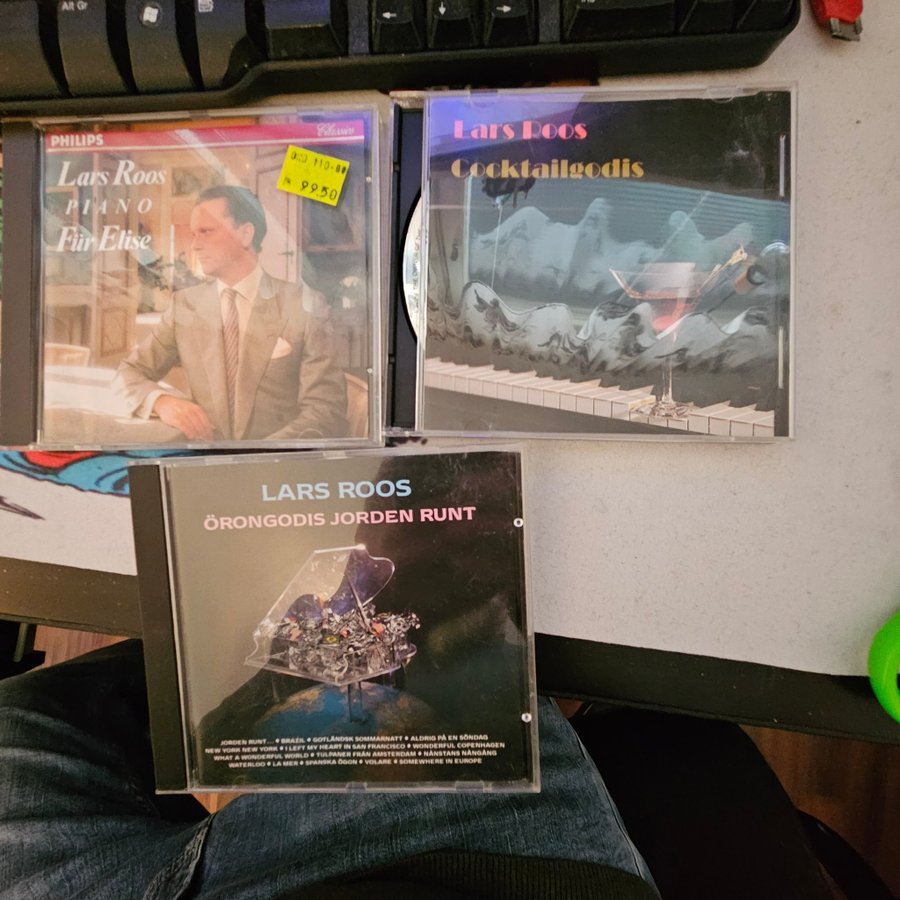 Alt Gr
PHILIPS
Classics
Lars Roos
PIANO
Für Elise
99.50
Lars Roos
Cocktailgodis
LARS ROOS
ÖRONGODIS JORDEN RUNT
JORDEN RUNT... • BRAZIL • GOTLÄNDSK SOMMARNATT • ALDRIG PÅ EN SÖNDAG
NEW YORK NEW YORK • I LEFT MY HEART IN SAN FRANCISCO • WONDERFUL COPENHAGEN
WHAT A WONDERFUL WORLD • TULPANER FRÅN AMSTERDAM • NÅNSTANS NÅNGÅNG
WATERLOO • LA MER • SPANSKA ÖGON • VOLARE • SOMEWHERE IN EUROPE